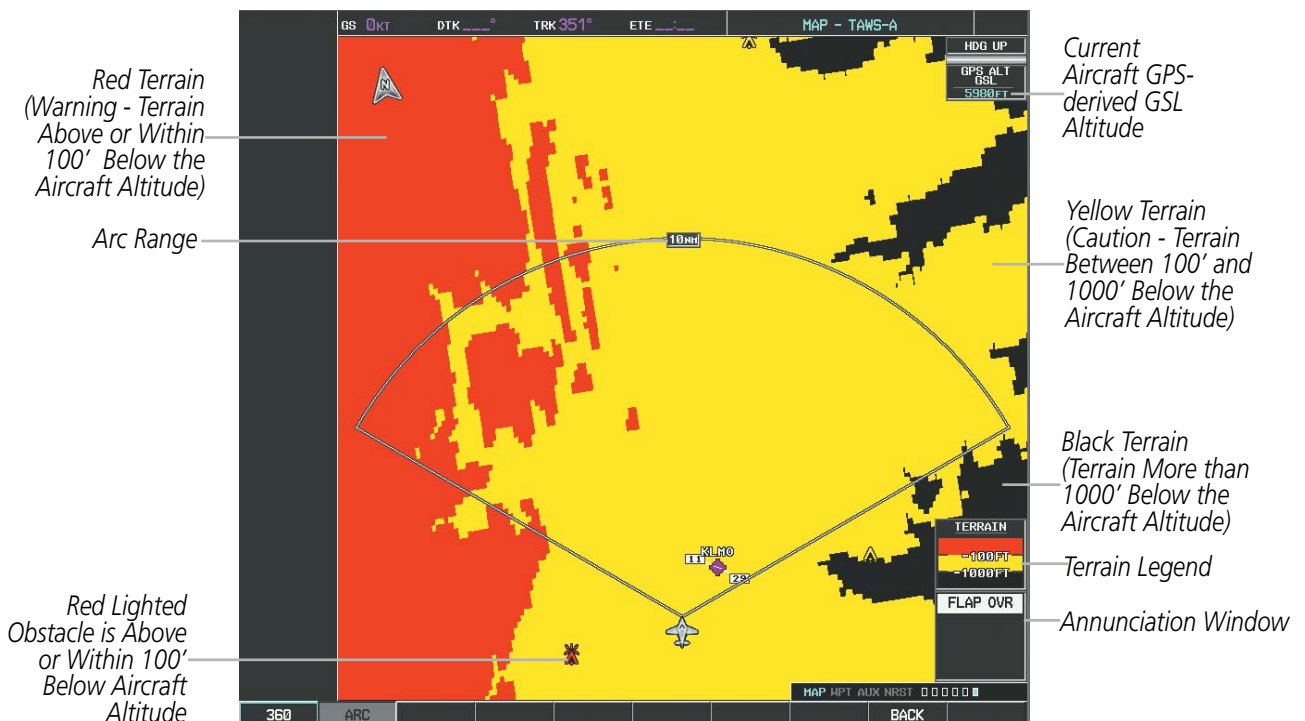 GS 0KT DTK ___° TRK 351° ETE __:__ MAP - TAWS-A
HDG UP
GPS ALT
GSL
5980FT
N
Red Terrain
(Warning - Terrain
Above or Within
100’ Below the
Aircraft Altitude)
Arc Range
10NM
Current
Aircraft GPS-
derived GSL
Altitude
Yellow Terrain
(Caution - Terrain
Between 100’ and
1000’ Below the
Aircraft Altitude)
Black Terrain
(Terrain More than
1000’ Below the
Aircraft Altitude)
TERRAIN
-100FT
-1000FT
Terrain Legend
KLMO
11
29
FLAP OVR
Annunciation Window
Red Lighted
Obstacle is Above
or Within 100’
Below Aircraft
Altitude
MAP WPT AUX NRST
360 ARC BACK